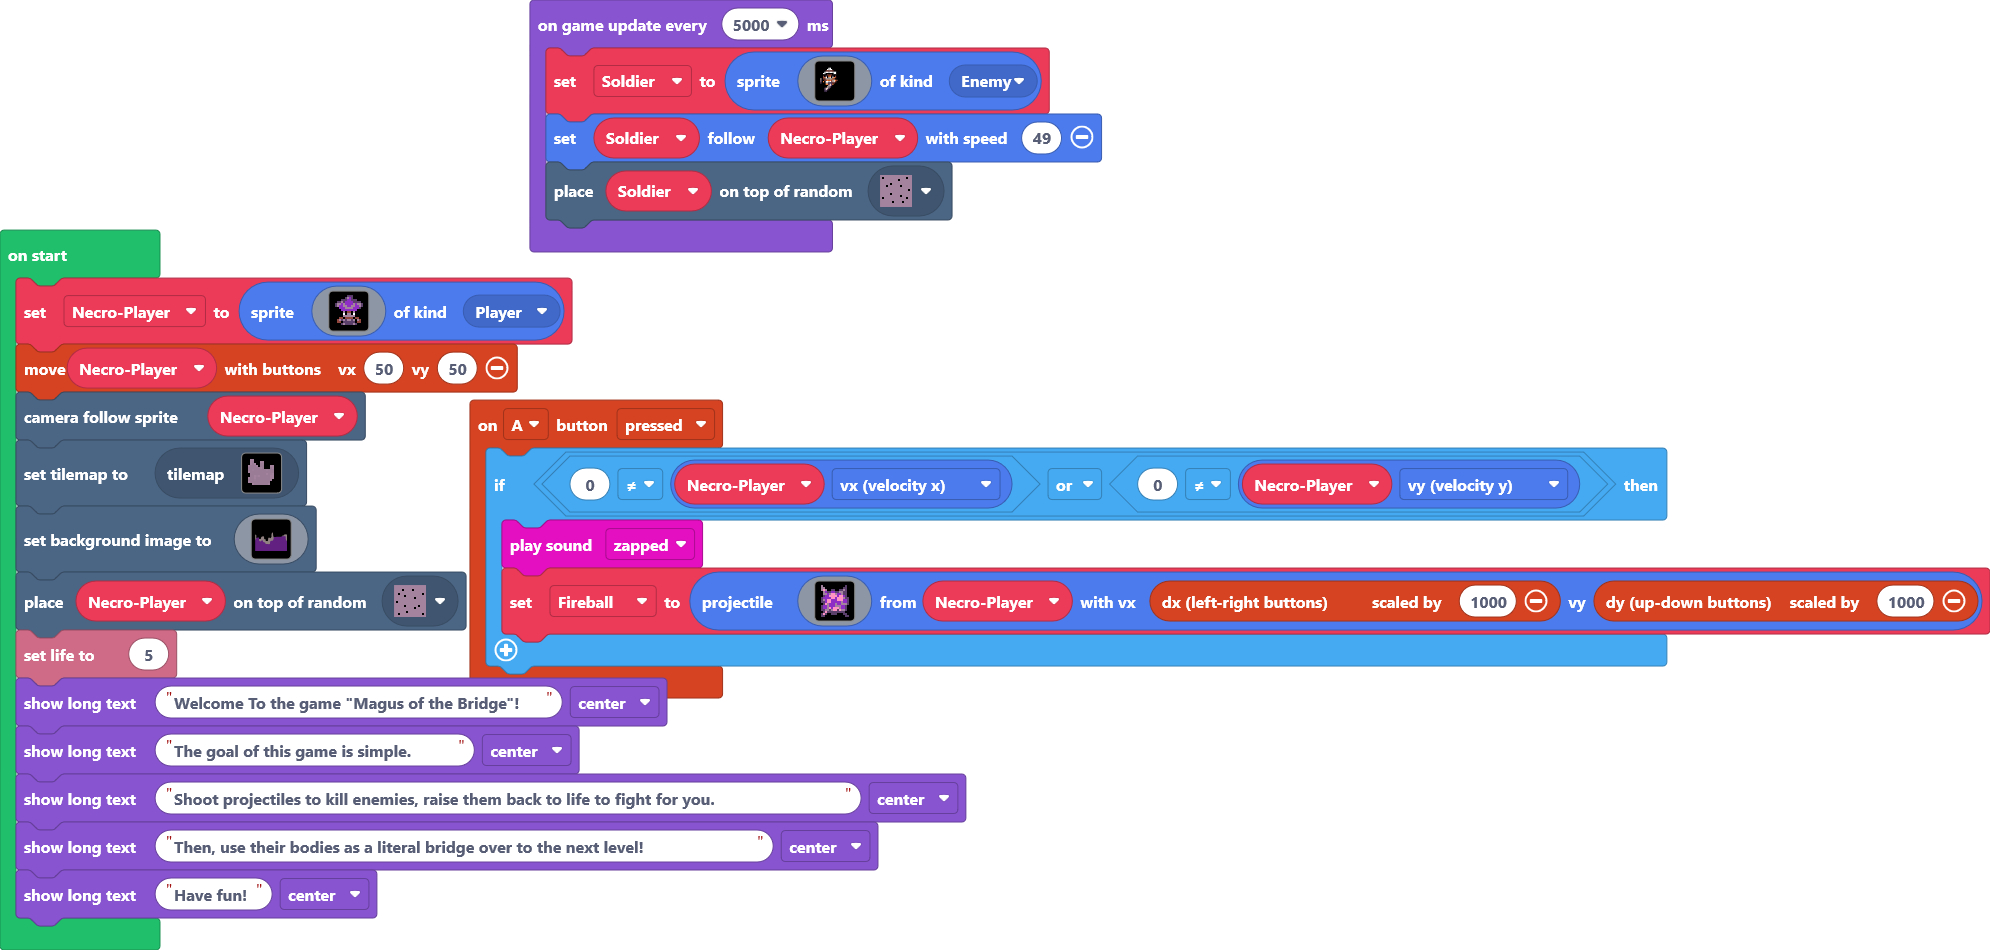 on game update every 5000 ms
set Soldier to sprite of kind Enemy
set Soldier follow Necro-Player with speed 49
place Soldier on top of random
on start
set Necro-Player to sprite of kind Player
move Necro-Player with buttons vx 50 vy 50
camera follow sprite Necro-Player
set tilemap to tilemap
set background image to
place Necro-Player on top of random
set life to 5
show long text "Welcome To the game "Magus of the Bridge"! " center
show long text "The goal of this game is simple. " center
show long text "Shoot projectiles to kill enemies, raise them back to life to fight for you. " center
show long text "Then, use their bodies as a literal bridge over to the next level! " center
show long text "Have fun! " center
on A button pressed
if 0 ≠ Necro-Player vx (velocity x) or 0 ≠ Necro-Player vy (velocity y) then
play sound zapped
set Fireball to projectile from Necro-Player with vx dx (left-right buttons) scaled by 1000 vy dy (up-down buttons) scaled by 1000